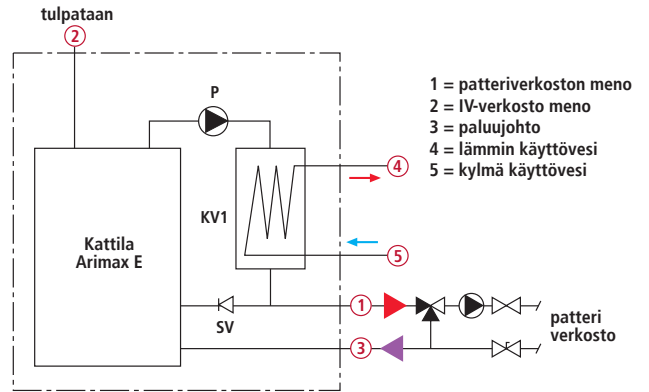 tulpataan
2
P
1 = patteriverkoston meno
2 = IV-verkosto meno
3 = paluujohto
4 = lämmin käyttövesi
5 = kylmä käyttövesi
4
KV1
Kattila
Arimax E
5
1
SV
patteri
verkosto
3